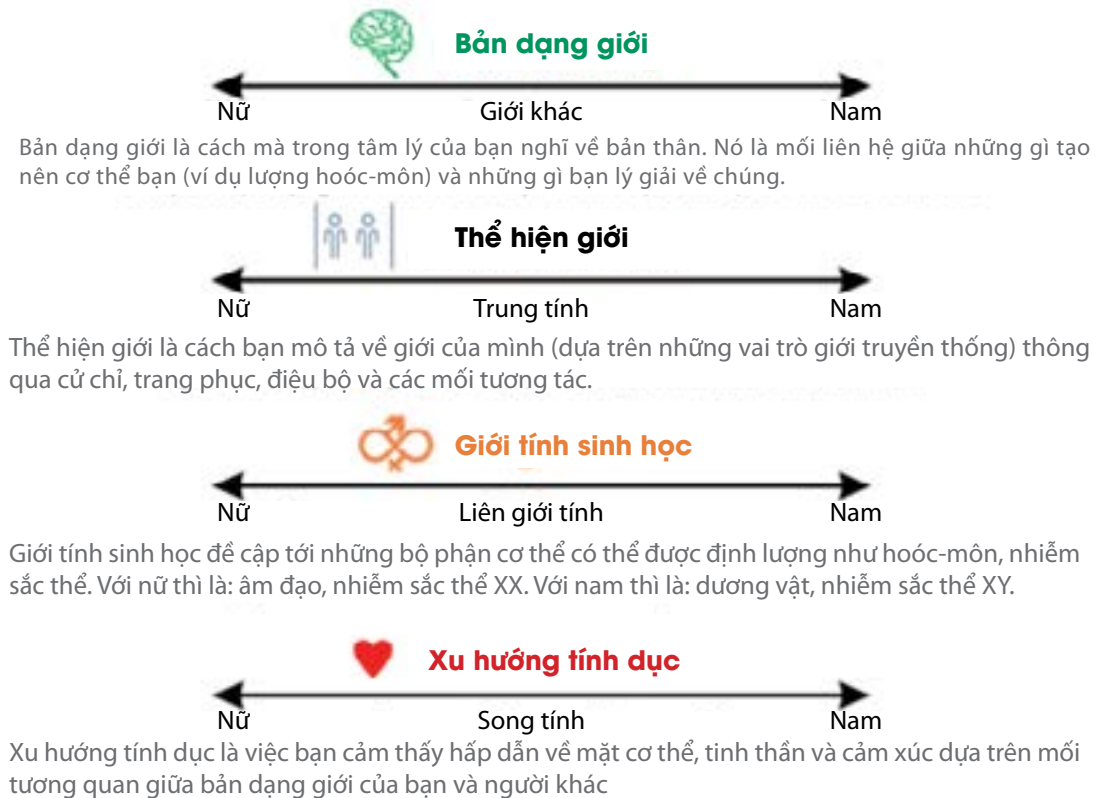 Bản dạng giới
Nữ Giới khác Nam
Bản dạng giới là cách mà trong tâm lý của bạn nghĩ về bản thân. Nó là mối liên hệ giữa những gì tạo
nên cơ thể bạn (ví dụ lượng hoóc-môn) và những gì bạn lý giải về chúng.
Thể hiện giới
Nữ Trung tính Nam
Thể hiện giới là cách bạn mô tả về giới của mình (dựa trên những vai trò giới truyền thống) thông
qua cử chỉ, trang phục, điệu bộ và các mối tương tác.
Giới tính sinh học
Nữ Liên giới tính Nam
Giới tính sinh học đề cập tới những bộ phận cơ thể có thể được định lượng như hoóc-môn, nhiễm
sắc thể. Với nữ thì là: âm đạo, nhiễm sắc thể XX. Với nam thì là: dương vật, nhiễm sắc thể XY.
Xu hướng tính dục
Nữ Song tính Nam
Xu hướng tính dục là việc bạn cảm thấy hấp dẫn về mặt cơ thể, tinh thần và cảm xúc dựa trên mối
tương quan giữa bản dạng giới của bạn và người khác